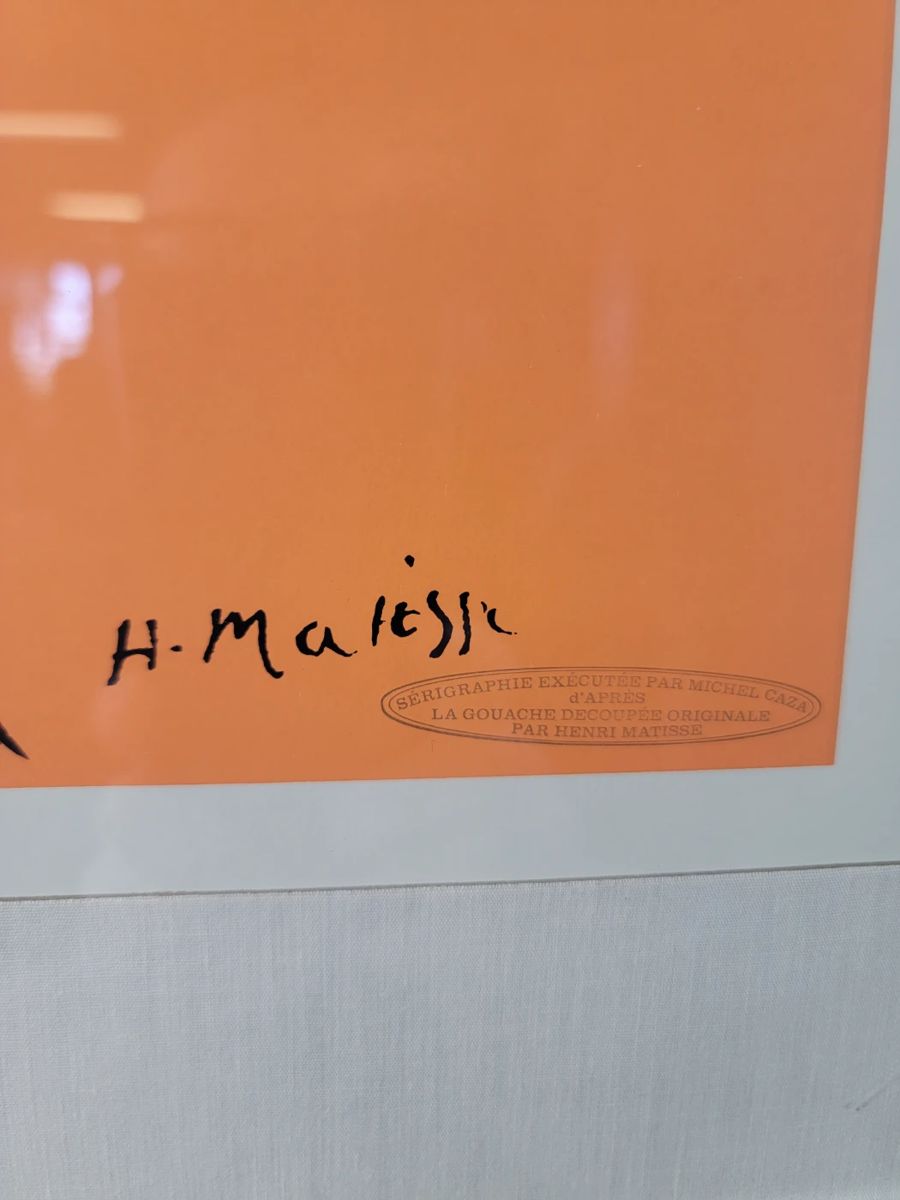 H. Matisse
SÉRIGRAPHIE EXÉCUTÉE PAR MICHEL CAZA
d'APRÈS
LA GOUACHE DECOUPÉE ORIGINALE
PAR HENRI MATISSE